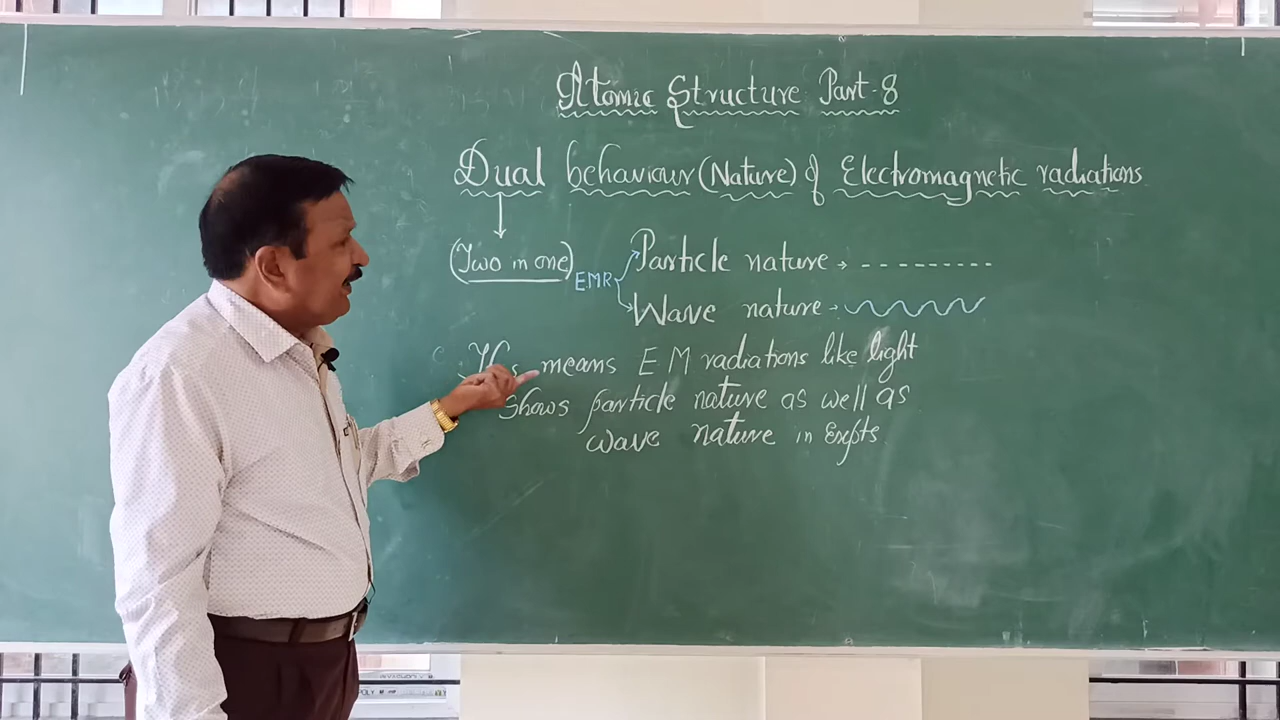 Atomic Structure Part-8
Dual behaviour (Nature) of Electromagnetic radiations
(Two in one)
EMR
Particle nature → ----------
Wave nature →
means EM radiations like light
shows particle nature as well as
wave nature in Expts